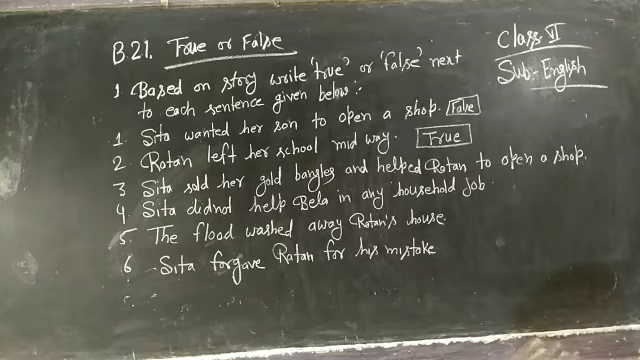 B.21. True or False
Class VI
Sub- English
1 Based on story write 'true' or 'false' next
to each sentence given below :-
1. Sita wanted her son to open a shop. False
2. Ratan left her school mid way. True
3 Sita sold her gold bangles and helped Ratan to open a shop.
4. Sita didnot help Bela in any household job.
5. The flood washed away Ratan's house.
6 Sita forgave Ratan for his mistake